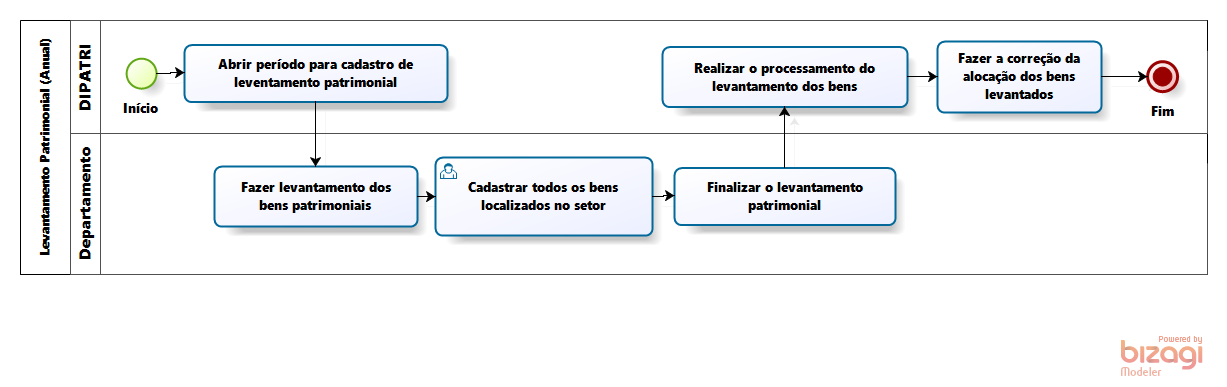 Levantamento Patrimonial (Anual)
DIPATRI
Início
Abrir período para cadastro de
leventamento patrimonial
Realizar o processamento do
levantamento dos bens
Fazer a correção da
alocação dos bens
levantados
Fim
Departamento
Fazer levantamento dos
bens patrimoniais
Cadastrar todos os bens
localizados no setor
Finalizar o levantamento
patrimonial
Powered by
bizagi
Modeler